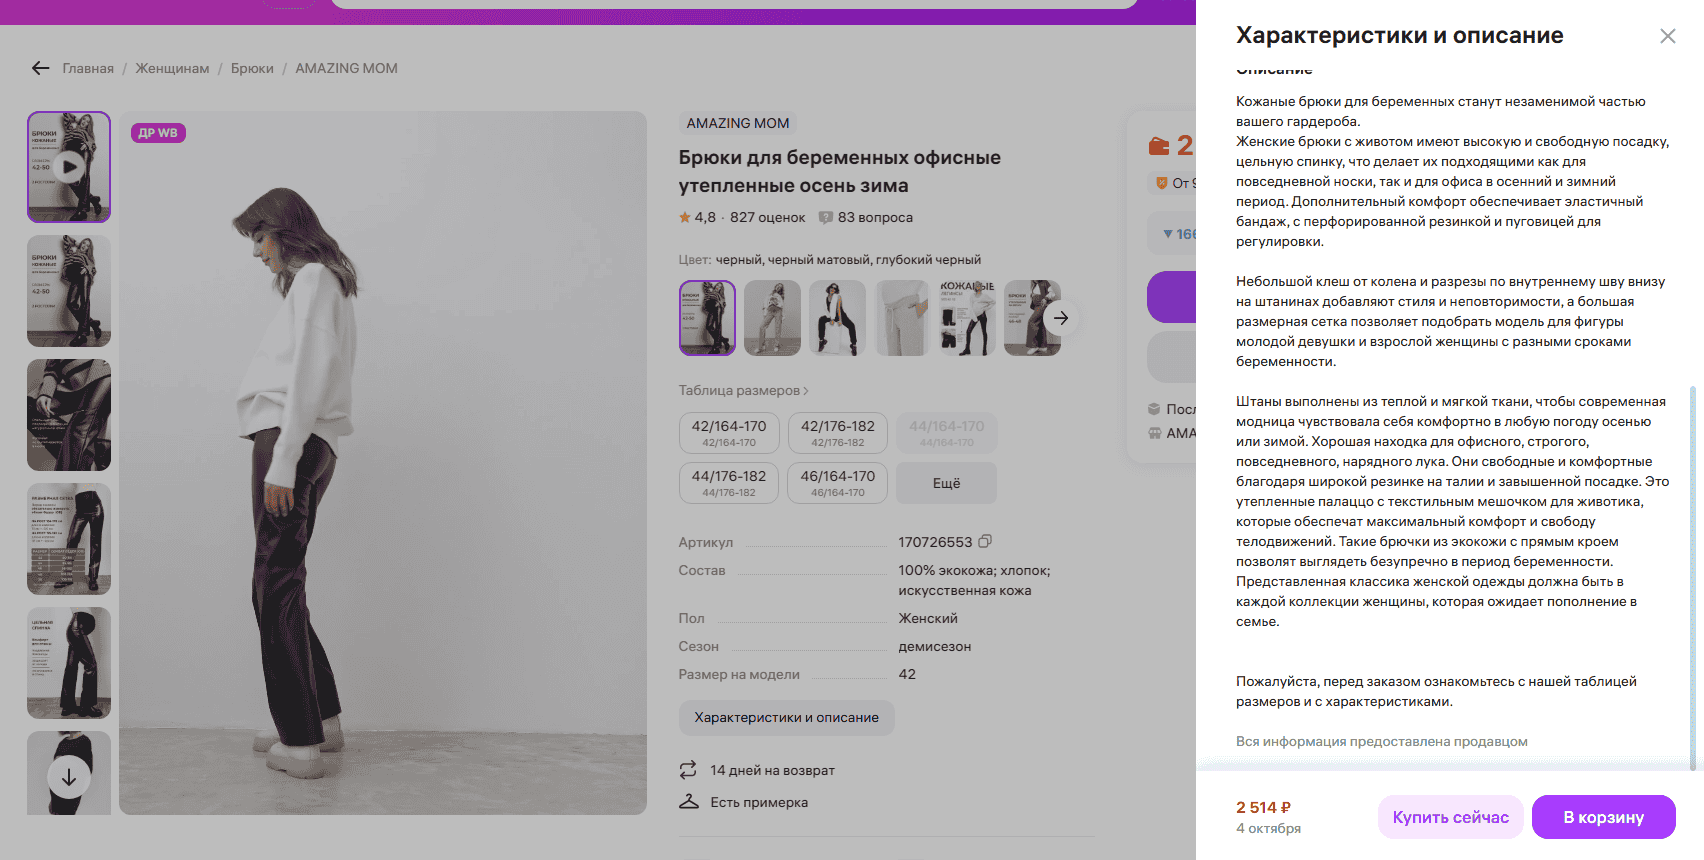 Главная / Женщинам / Брюки / AMAZING MOM
ДР WB
БРЮКИ
КОЖАНЫЕ
42-50
БРЮКИ
КОЖАНЫЕ
42-50
AMAZING MOM
Брюки для беременных офисные
утепленные осень зима
4,8 · 827 оценок 83 вопроса
Цвет: черный, черный матовый, глубокий черный
КОЖАНЫЕ
Таблица размеров
42/164-170
42/164-170
42/176-182
42/176-182
44/164-170
44/164-170
44/176-182
44/176-182
46/164-170
46/164-170
Ещё
Артикул 170726553
Состав 100% экокожа; хлопок;
искусственная кожа
Пол Женский
Сезон демисезон
Размер на модели 42
Характеристики и описание
14 дней на возврат
Есть примерка
2
От 9
166
Посл
AMA
Характеристики и описание
Описание
Кожаные брюки для беременных станут незаменимой частью
вашего гардероба.
Женские брюки с животом имеют высокую и свободную посадку,
цельную спинку, что делает их подходящими как для
повседневной носки, так и для офиса в осенний и зимний
период. Дополнительный комфорт обеспечивает эластичный
бандаж, с перфорированной резинкой и пуговицей для
регулировки.
Небольшой клеш от колена и разрезы по внутреннему шву внизу
на штанинах добавляют стиля и неповторимости, а большая
размерная сетка позволяет подобрать модель для фигуры
молодой девушки и взрослой женщины с разными сроками
беременности.
Штаны выполнены из теплой и мягкой ткани, чтобы современная
модница чувствовала себя комфортно в любую погоду осенью
или зимой. Хорошая находка для офисного, строгого,
повседневного, нарядного лука. Они свободные и комфортные
благодаря широкой резинке на талии и завышенной посадке. Это
утепленные палаццо с текстильным мешочком для животика,
которые обеспечат максимальный комфорт и свободу
телодвижений. Такие брючки из экокожи с прямым кроем
позволят выглядеть безупречно в период беременности.
Представленная классика женской одежды должна быть в
каждой коллекции женщины, которая ожидает пополнение в
семье.
Пожалуйста, перед заказом ознакомьтесь с нашей таблицей
размеров и с характеристиками.
Вся информация предоставлена продавцом
2 514 ₽
4 октября
Купить сейчас
В корзину